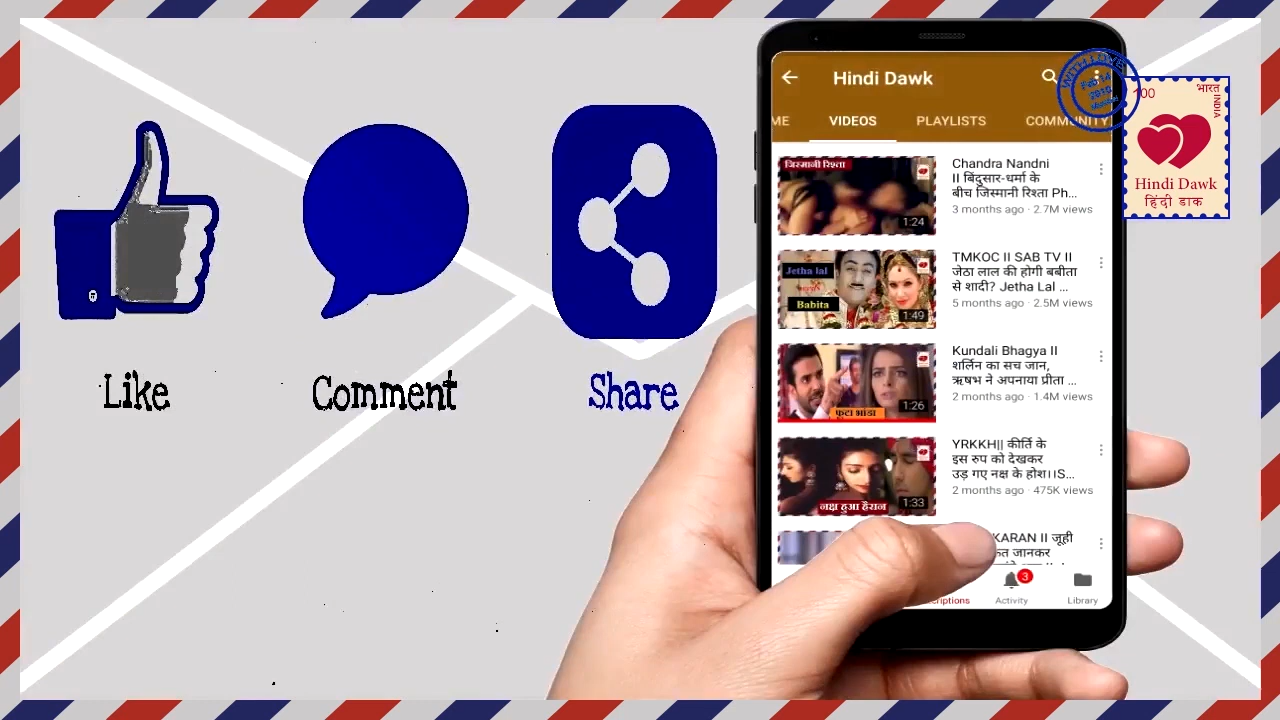 Like
Comment
Share
Hindi Dawk
ME VIDEOS PLAYLISTS COMMUNITY
जिस्मानी रिश्ता
1:24
Chandra Nandni
II बिंदुसार-धर्मा के
बीच जिस्मानी रिश्ता Ph...
3 months ago · 2.7M views
Jetha lal
Babita
1:49
TMKOC II SAB TV II
जेठा लाल की होगी बबीता
से शादी? Jetha Lal ...
5 months ago · 2.5M views
फूटा भांडा
1:26
Kundali Bhagya II
शर्लिन का सच जान,
ऋषभ ने अपनाया प्रीता ...
2 months ago · 1.4M views
नक्ष हुआ हैरान
1:33
YRKKH|| कीर्ति के
इस रुप को देखकर
उड़ गए नक्ष के होश।।S...
2 months ago · 475K views
KARAN II जूही
जानकर
3
criptions Activity Library
100
भारत
INDIA
Hindi Dawk
हिंदी डाक